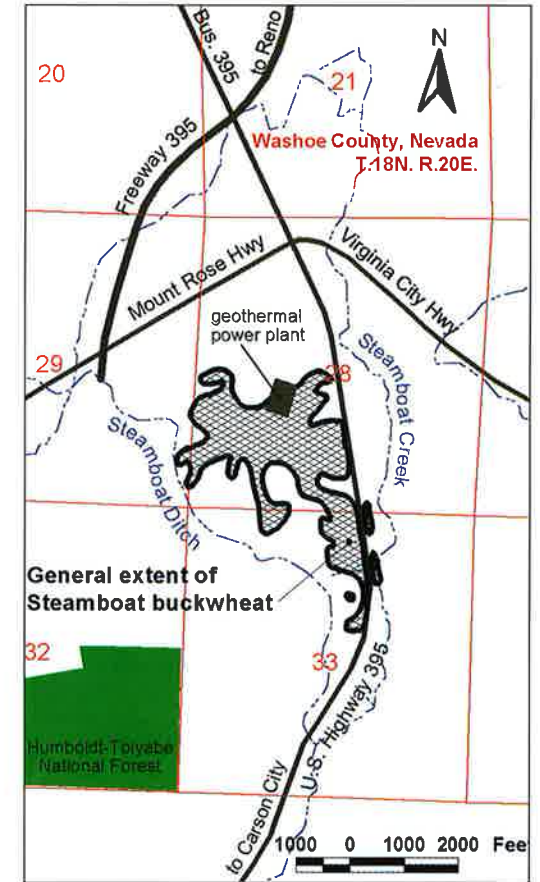 Bus. 395
to Reno
N
20
21
Washoe County, Nevada
T.18N. R.20E.
Freeway 395
Mount Rose Hwy
Virginia City Hwy
geothermal
power plant
29
28
Steamboat Creek
Steamboat Ditch
General extent of
Steamboat buckwheat
32
33
U.S. Highway 395
Humboldt-Toiyabe
National Forest
to Carson City
1000 0 1000 2000 Fee